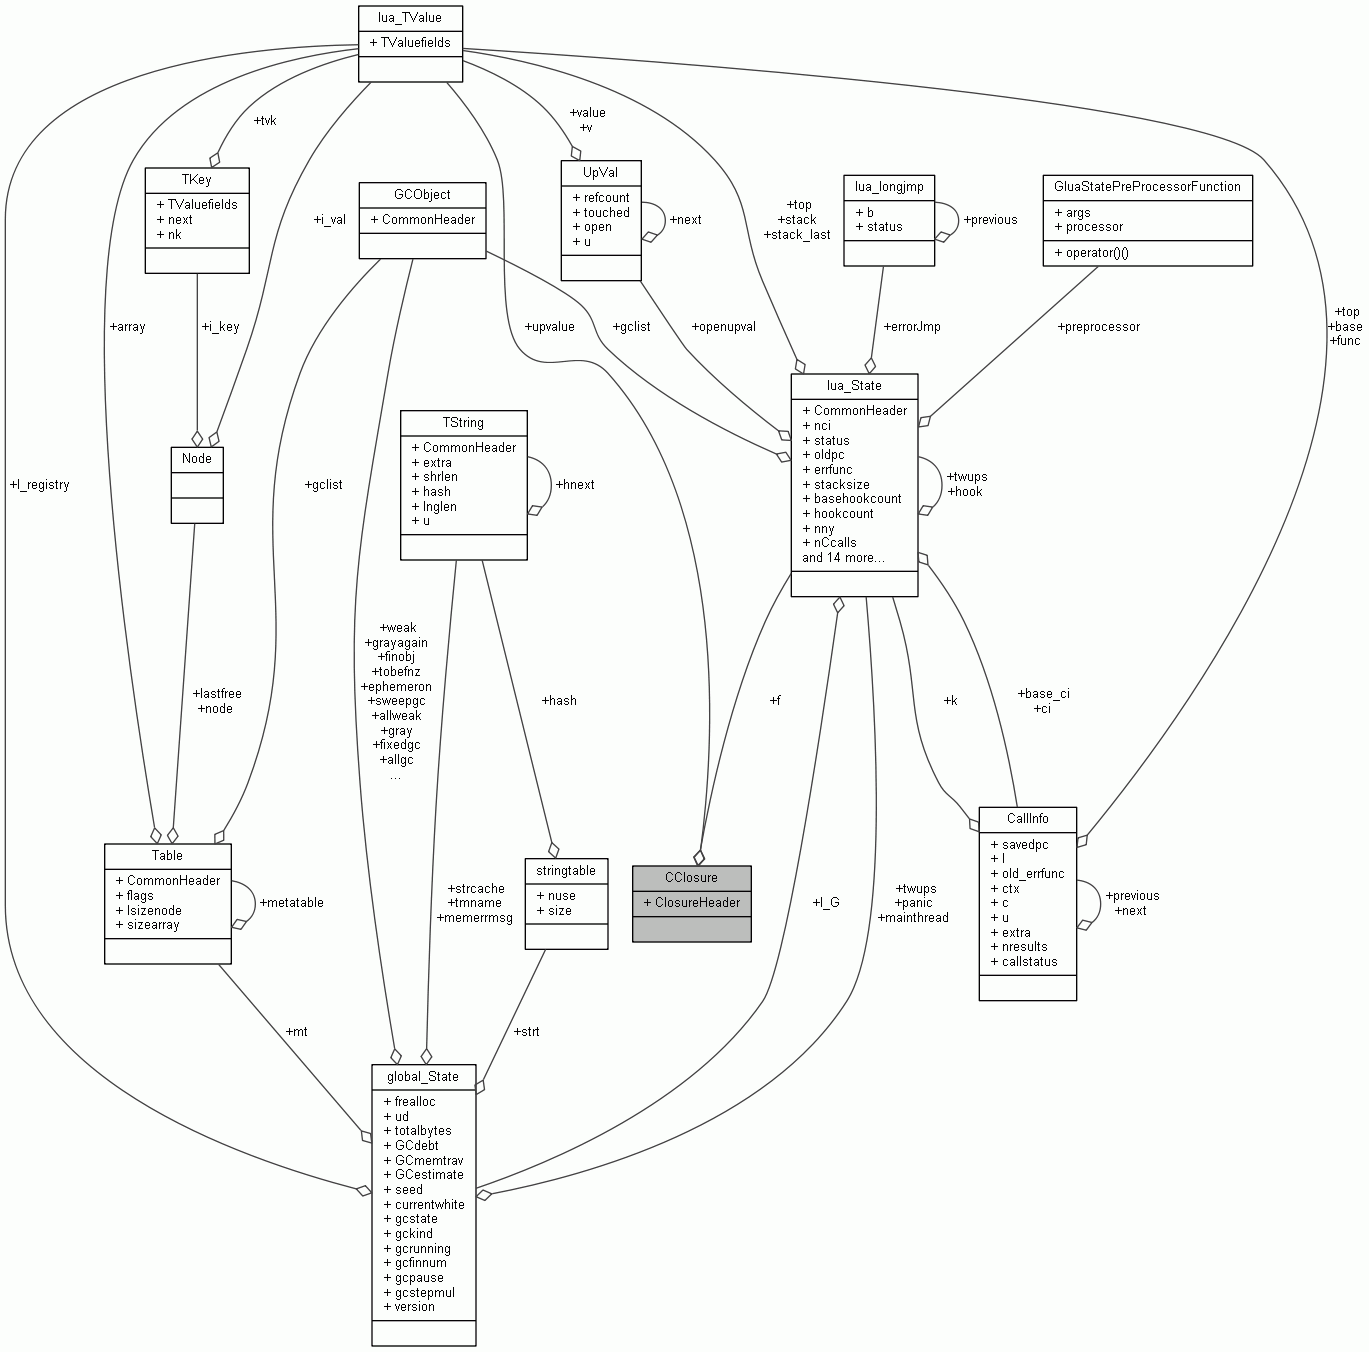 lua_TValue
+ TValuefields
+tvk
+value
+v
TKey
+ TValuefields
+ next
+ nk
GCObject
+ CommonHeader
+i_val
UpVal
+ refcount
+ touched
+ open
+ u
+next
+top
+stack
+stack_last
lua_longjmp
+ b
+ status
+previous
GluaStatePreProcessorFunction
+ args
+ processor
+ operator()()
+array
+i_key
+upvalue
+gclist
+openupval
+errorJmp
+preprocessor
+top
+base
+func
lua_State
+ CommonHeader
+ nci
+ status
+ oldpc
+ errfunc
+ stacksize
+ basehookcount
+ hookcount
+ nny
+ nCcalls
and 14 more...
+twups
+hook
TString
+ CommonHeader
+ extra
+ shrlen
+ hash
+ lnglen
+ u
+hnext
Node
+l_registry
+gclist
+weak
+grayagain
+finobj
+tobefnz
+ephemeron
+sweepgc
+allweak
+gray
+fixedgc
+allgc
...
+lastfree
+node
+hash
+f
+k
+base_ci
+ci
CallInfo
+ savedpc
+ l
+ old_errfunc
+ ctx
+ c
+ u
+ extra
+ nresults
+ callstatus
+previous
+next
Table
+ CommonHeader
+ flags
+ lsizenode
+ sizearray
+metatable
+strcache
+tmname
+memerrmsg
stringtable
+ nuse
+ size
CClosure
+ ClosureHeader
+l_G
+twups
+panic
+mainthread
+mt
+strt
global_State
+ frealloc
+ ud
+ totalbytes
+ GCdebt
+ GCmemtrav
+ GCestimate
+ seed
+ currentwhite
+ gcstate
+ gckind
+ gcrunning
+ gcfinnum
+ gcpause
+ gcstepmul
+ version